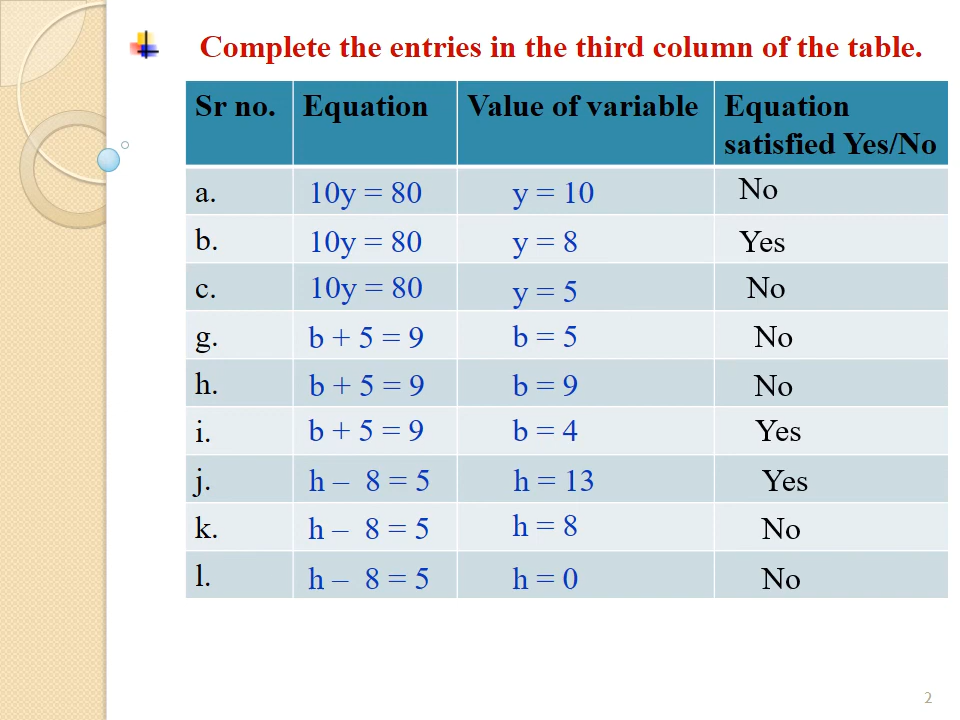 Complete the entries in the third column of the table.
Sr no. Equation Value of variable Equation satisfied Yes/No
a. 10y = 80 y = 10 No
b. 10y = 80 y = 8 Yes
c. 10y = 80 y = 5 No
g. b + 5 = 9 b = 5 No
h. b + 5 = 9 b = 9 No
i. b + 5 = 9 b = 4 Yes
j. h – 8 = 5 h = 13 Yes
k. h – 8 = 5 h = 8 No
l. h – 8 = 5 h = 0 No
2